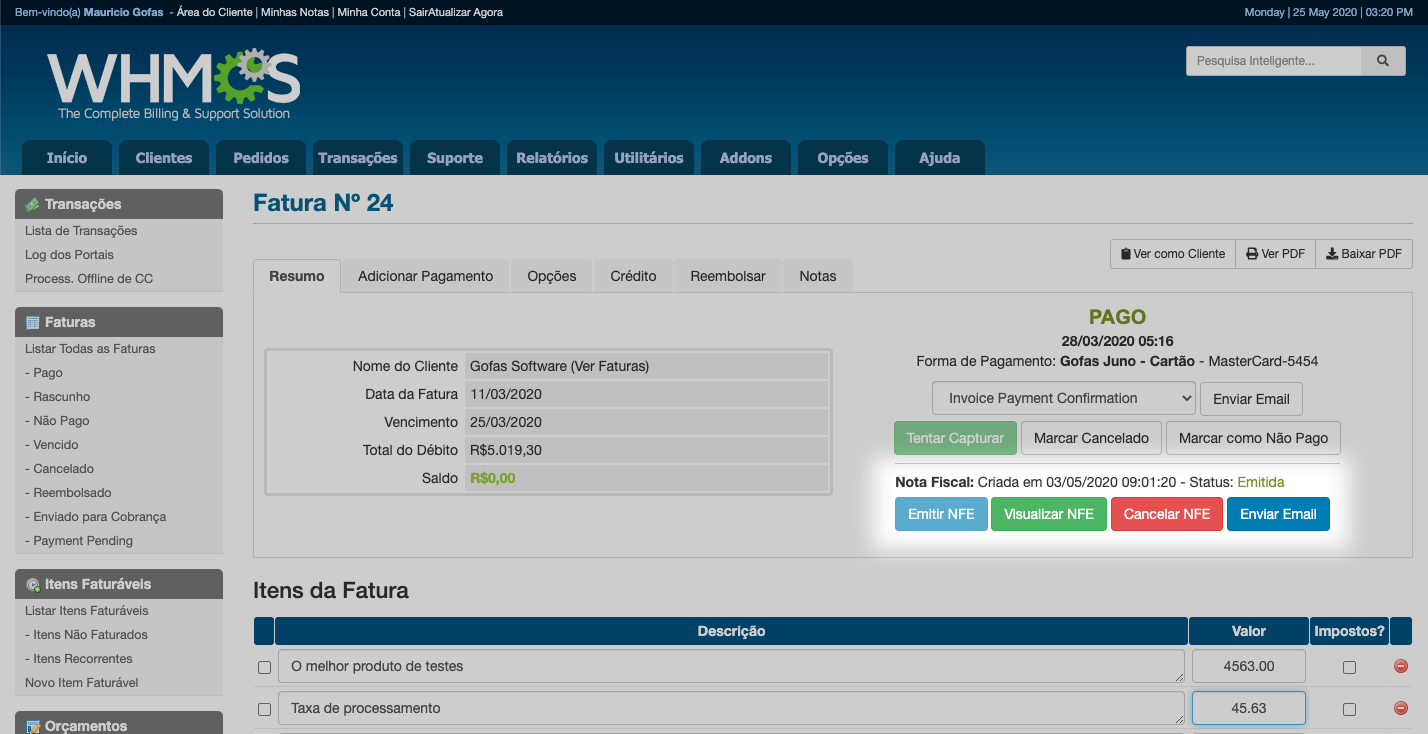 Bem-vindo(a) Mauricio Gofas - Área do Cliente | Minhas Notas | Minha Conta | SairAtualizar Agora
Monday | 25 May 2020 | 03:20 PM
WHMCS
The Complete Billing & Support Solution
Pesquisa Inteligente...
Início
Clientes
Pedidos
Transações
Suporte
Relatórios
Utilitários
Addons
Opções
Ajuda
Transações
Lista de Transações
Log dos Portais
Process. Offline de CC
Faturas
Listar Todas as Faturas
- Pago
- Rascunho
- Não Pago
- Vencido
- Cancelado
- Reembolsado
- Enviado para Cobrança
- Payment Pending
Itens Faturáveis
Listar Itens Faturáveis
- Itens Não Faturados
- Itens Recorrentes
Novo Item Faturável
Orçamentos
Fatura Nº 24
Ver como Cliente
Ver PDF
Baixar PDF
Resumo
Adicionar Pagamento
Opções
Crédito
Reembolsar
Notas
Nome do Cliente Gofas Software (Ver Faturas)
Data da Fatura 11/03/2020
Vencimento 25/03/2020
Total do Débito R$5.019,30
Saldo R$0,00
PAGO
28/03/2020 05:16
Forma de Pagamento: Gofas Juno - Cartão - MasterCard-5454
Invoice Payment Confirmation
Enviar Email
Tentar Capturar
Marcar Cancelado
Marcar como Não Pago
Nota Fiscal: Criada em 03/05/2020 09:01:20 - Status: Emitida
Emitir NFE
Visualizar NFE
Cancelar NFE
Enviar Email
Itens da Fatura
Descrição Valor Impostos?
O melhor produto de testes 4563.00
Taxa de processamento 45.63